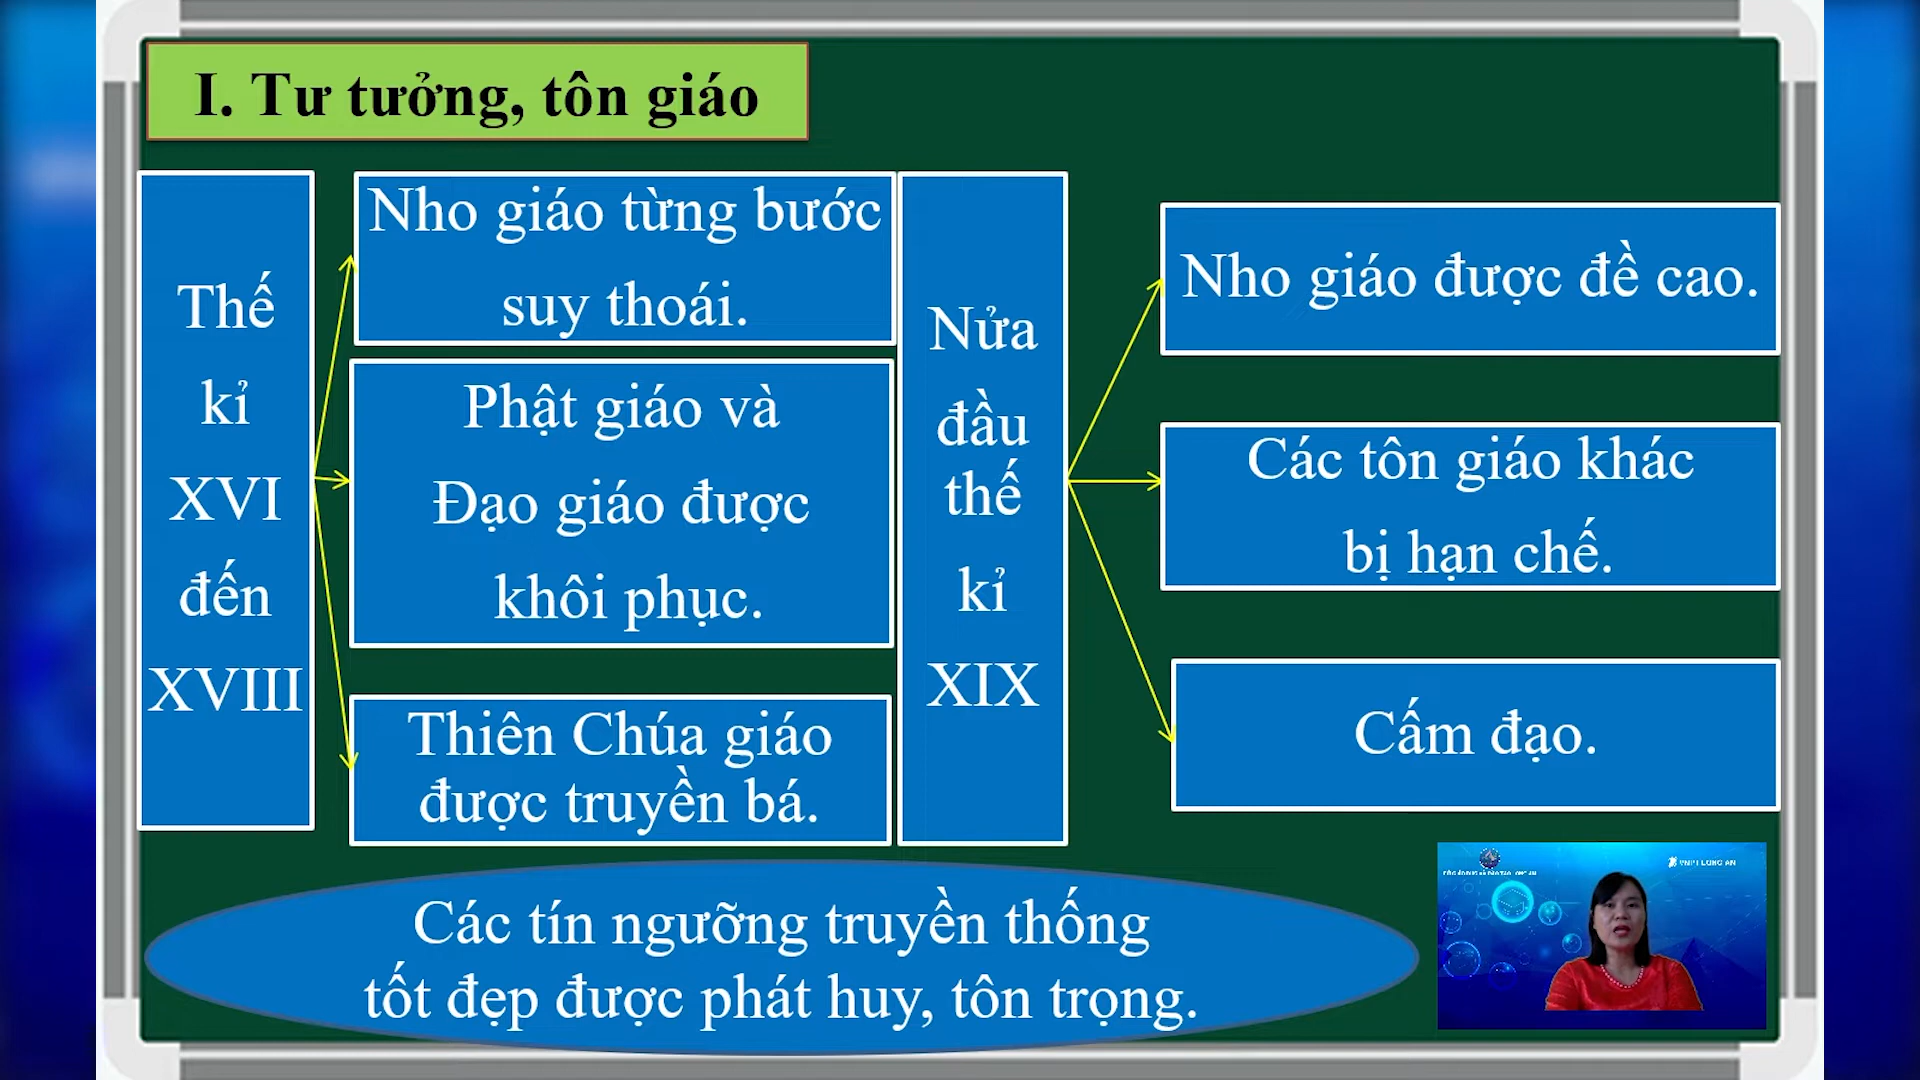 I. Tư tưởng, tôn giáo
Thế
kỉ
XVI
đến
XVIII
Nho giáo từng bước
suy thoái.
Phật giáo và
Đạo giáo được
khôi phục.
Thiên Chúa giáo
được truyền bá.
Nửa
đầu
thế
kỉ
XIX
Nho giáo được đề cao.
Các tôn giáo khác
bị hạn chế.
Cấm đạo.
Các tín ngưỡng truyền thống
tốt đẹp được phát huy, tôn trọng.
VNPT LONG AN